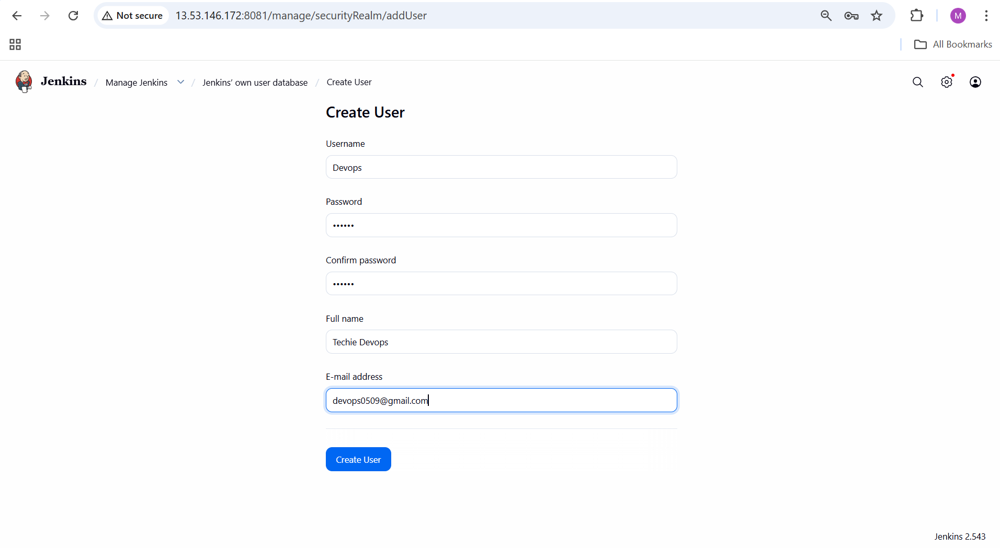 Not secure 13.53.146.172:8081/manage/securityRealm/addUser
M
All Bookmarks
Jenkins / Manage Jenkins / Jenkins’ own user database / Create User
Create User
Username
Devops
Password
••••••
Confirm password
••••••
Full name
Techie Devops
E-mail address
devops0509@gmail.com
Create User
Jenkins 2.543